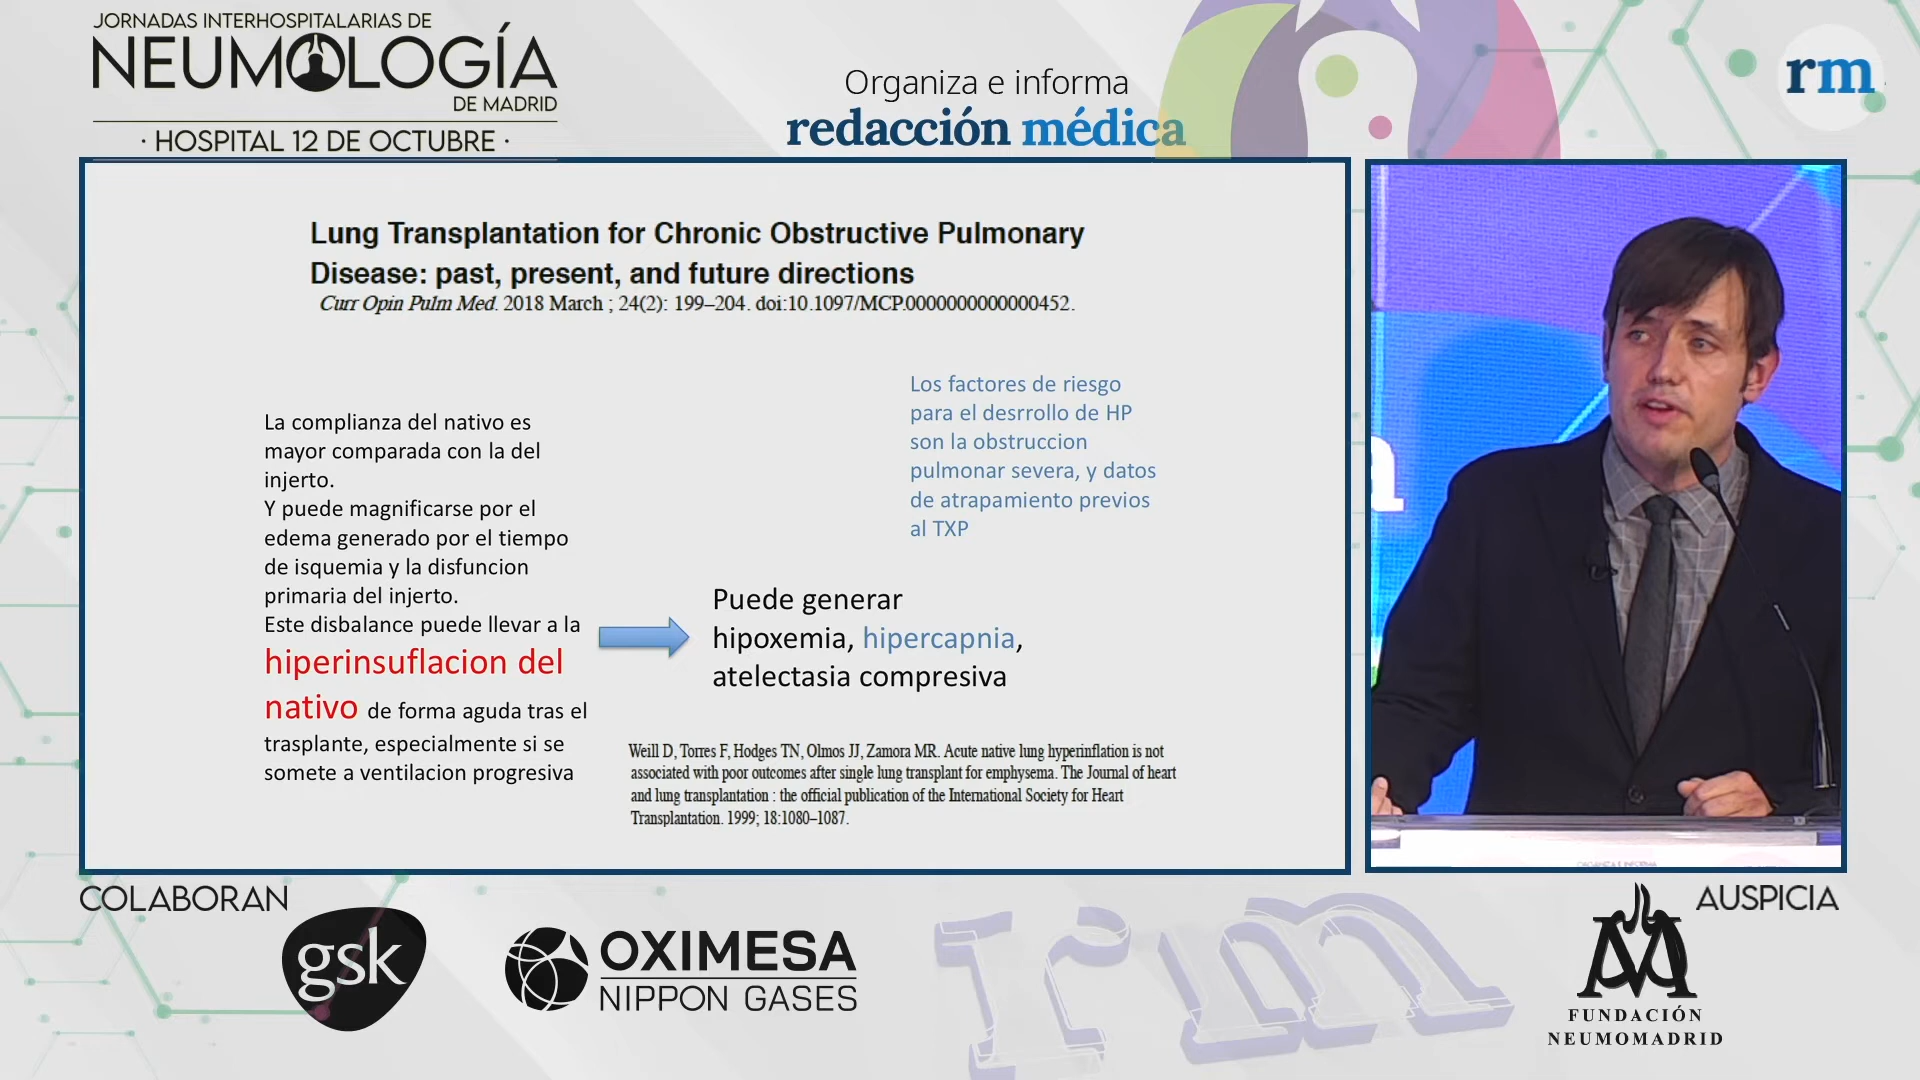 JORNADAS INTERHOSPITALARIAS DE
NEUMOLOGÍA
DE MADRID
· HOSPITAL 12 DE OCTUBRE ·
Organiza e informa
redacción médica
rm
Lung Transplantation for Chronic Obstructive Pulmonary
Disease: past, present, and future directions
Curr Opin Pulm Med. 2018 March ; 24(2): 199–204. doi:10.1097/MCP.0000000000000452.
Los factores de riesgo
para el desrrollo de HP
son la obstruccion
pulmonar severa, y datos
de atrapamiento previos
al TXP
La complianza del nativo es
mayor comparada con la del
injerto.
Y puede magnificarse por el
edema generado por el tiempo
de isquemia y la disfuncion
primaria del injerto.
Este disbalance puede llevar a la
hiperinsuflacion del
nativo de forma aguda tras el
trasplante, especialmente si se
somete a ventilacion progresiva
Puede generar
hipoxemia, hipercapnia,
atelectasia compresiva
Weill D, Torres F, Hodges TN, Olmos JJ, Zamora MR. Acute native lung hyperinflation is not
associated with poor outcomes after single lung transplant for emphysema. The Journal of heart
and lung transplantation : the official publication of the International Society for Heart
Transplantation. 1999; 18:1080–1087.
COLABORAN
gsk
OXIMESA
NIPPON GASES
rm
AUSPICIA
FUNDACIÓN
NEUMOMADRID